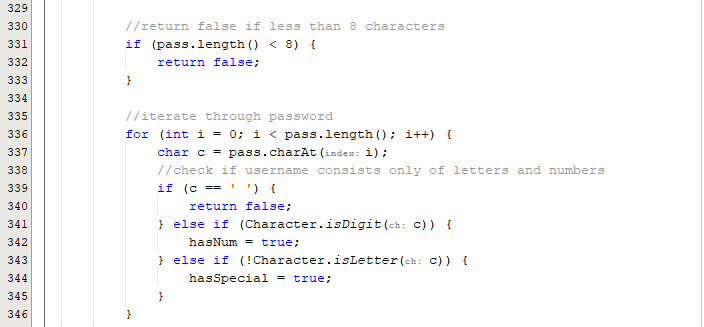 329
330 //return false if less than 8 characters
331 if (pass.length() < 8) {
332 return false;
333 }
334
335 //iterate through password
336 for (int i = 0; i < pass.length(); i++) {
337 char c = pass.charAt(index: i);
338 //check if username consists only of letters and numbers
339 if (c == ' ') {
340 return false;
341 } else if (Character.isDigit(ch: c)) {
342 hasNum = true;
343 } else if (!Character.isLetter(ch: c)) {
344 hasSpecial = true;
345 }
346 }